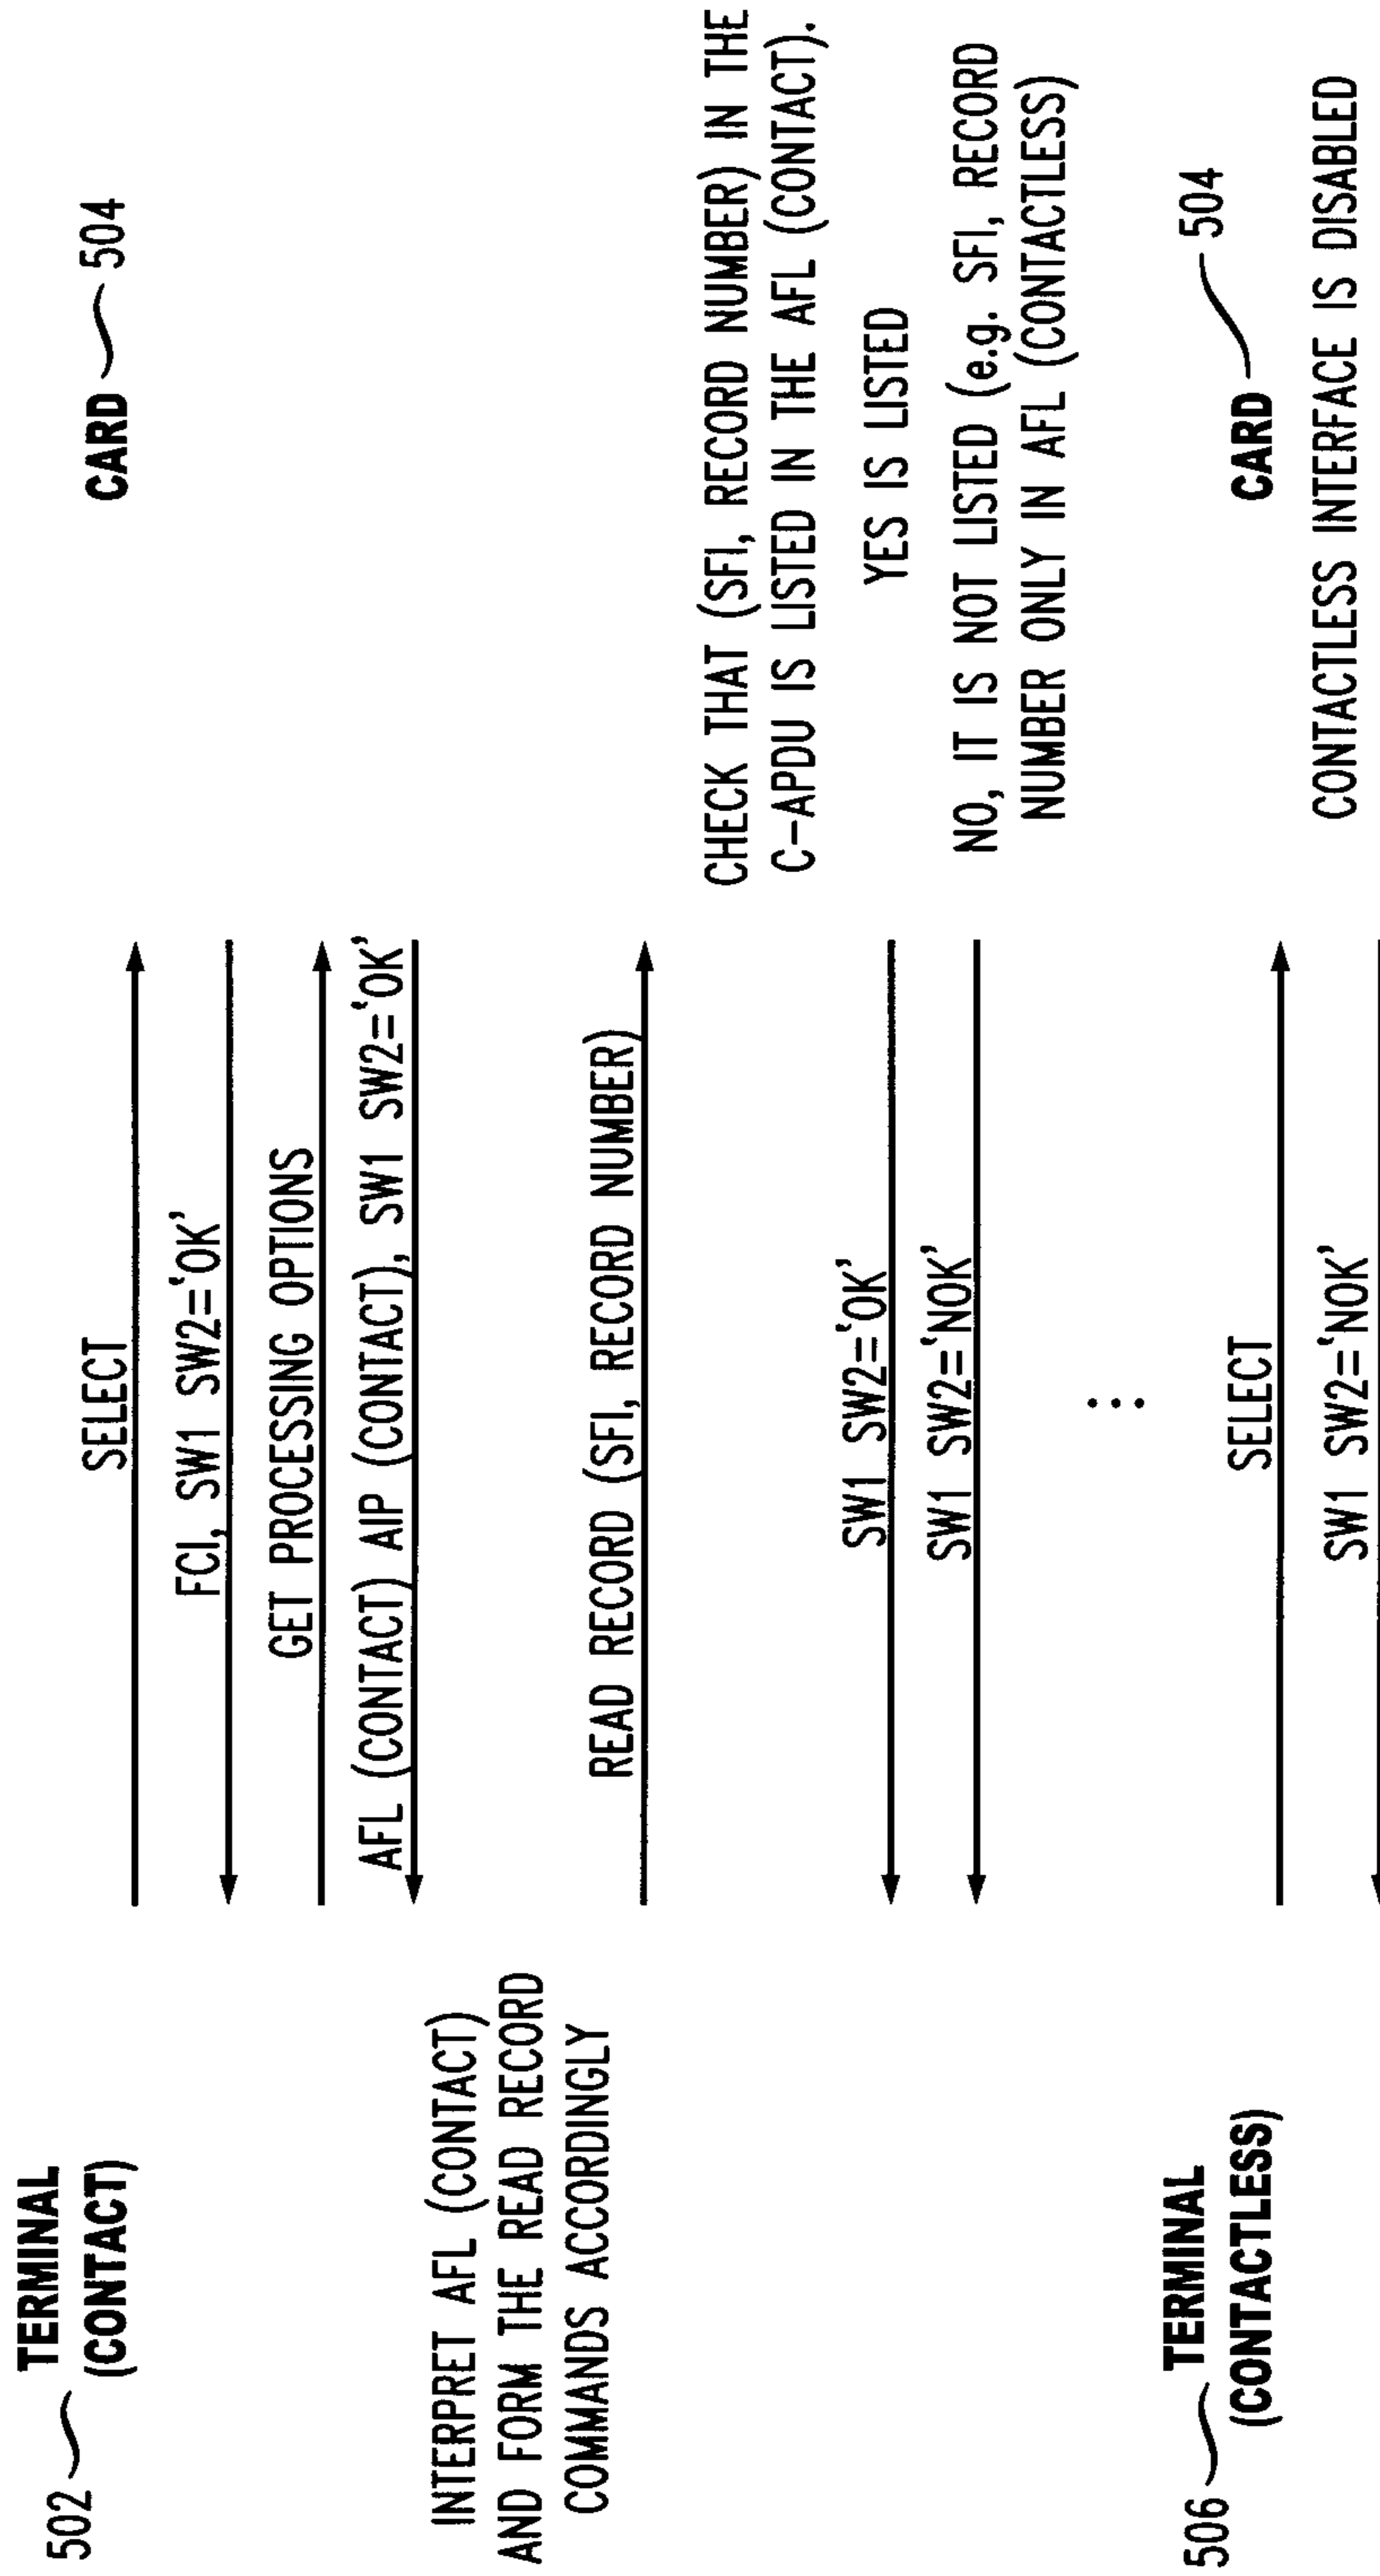 502
TERMINAL
(CONTACT)
CARD
504
SELECT
FCI, SW1 SW2='OK'
GET PROCESSING OPTIONS
AFL (CONTACT) AIP (CONTACT), SW1 SW2='OK'
INTERPRET AFL (CONTACT)
AND FORM THE READ RECORD
COMMANDS ACCORDINGLY
READ RECORD (SFI, RECORD NUMBER)
CHECK THAT (SFI, RECORD NUMBER) IN THE
C-APDU IS LISTED IN THE AFL (CONTACT).
SW1 SW2='OK'
YES IS LISTED
SW1 SW2='NOK'
NO, IT IS NOT LISTED (e.g. SFI, RECORD
NUMBER ONLY IN AFL (CONTACTLESS)
506
TERMINAL
(CONTACTLESS)
CARD
504
SELECT
SW1 SW2='NOK'
CONTACTLESS INTERFACE IS DISABLED